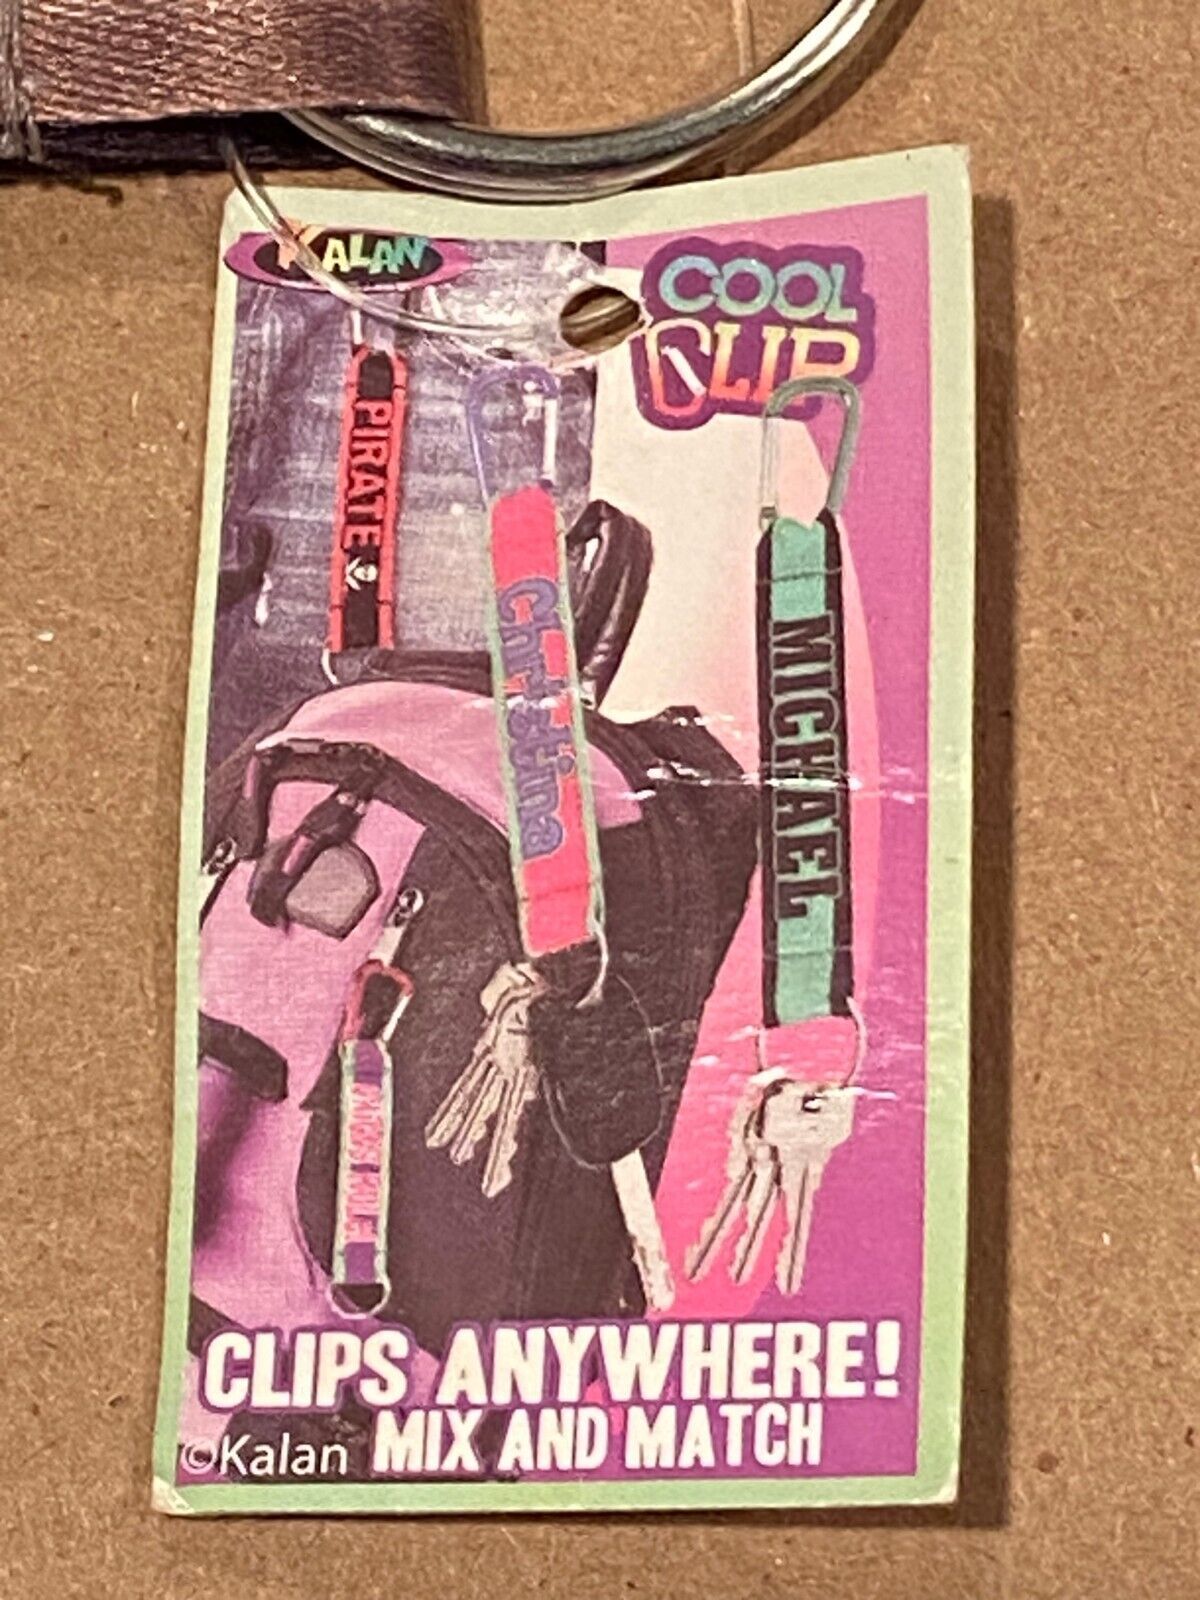 KALAN
COOL
CLIP
PIRATE
Christina
MICHAEL
CLIPS ANYWHERE!
MIX AND MATCH
©Kalan